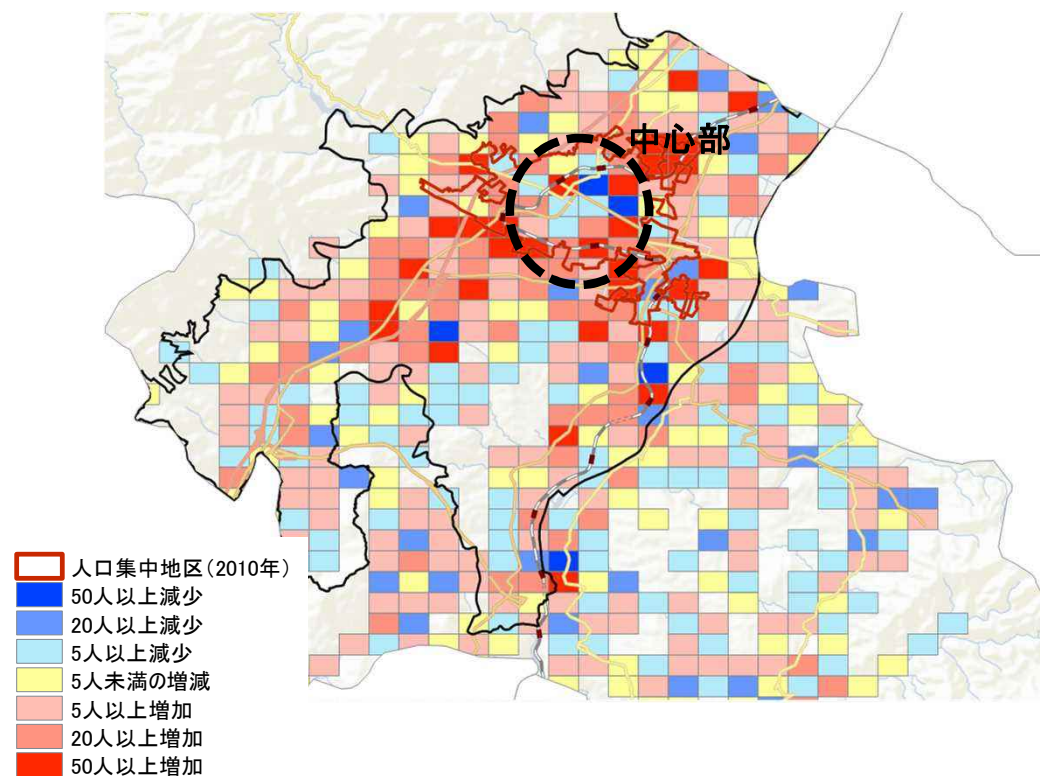 中心部
人口集中地区(2010年)
50人以上減少
20人以上減少
5人以上減少
5人未満の増減
5人以上増加
20人以上増加
50人以上増加